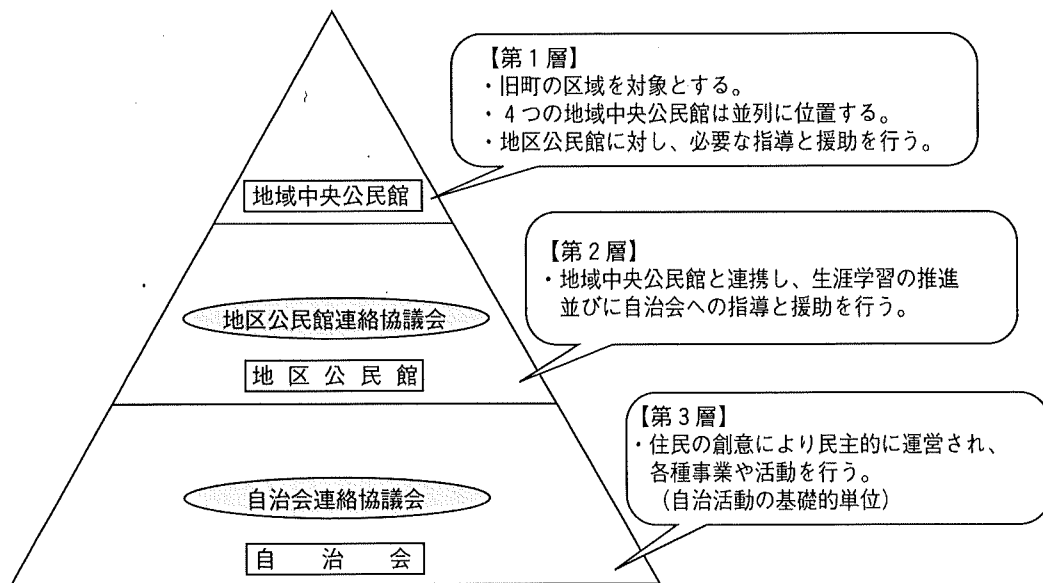 【第1層】
・旧町の区域を対象とする。
・4つの地域中央公民館は並列に位置する。
・地区公民館に対し、必要な指導と援助を行う。
地域中央公民館
【第2層】
・地域中央公民館と連携し、生涯学習の推進
並びに自治会への指導と援助を行う。
地区公民館連絡協議会
地区公民館
【第3層】
・住民の創意により民主的に運営され、
各種事業や活動を行う。
(自治活動の基礎的単位)
自治会連絡協議会
自治会